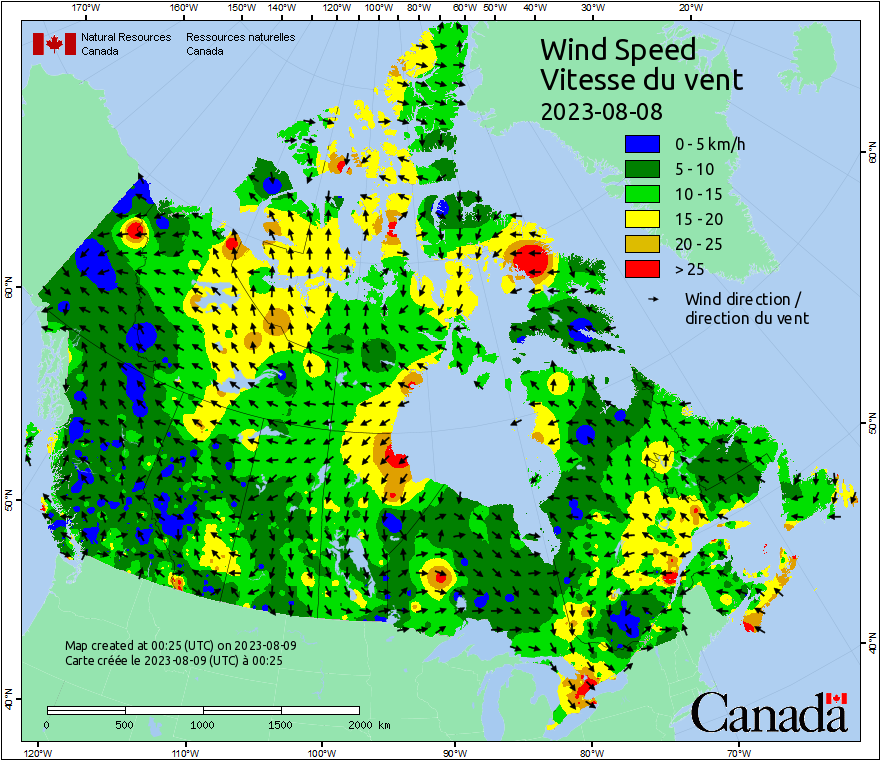 170°W 160°W 150°W 140°W 130°W 120°W 110°W 100°W 90°W 80°W 70°W 60°W 50°W 40°W 30°W 20°W
Natural Resources Ressources naturelles
Canada Canada
Wind Speed
Vitesse du vent
2023-08-08
0 - 5 km/h
5 - 10
10 - 15
15 - 20
20 - 25
> 25
Wind direction /
direction du vent
60°N
60°N
50°N
50°N
40°N
40°N
Map created at 00:25 (UTC) on 2023-08-09
Carte créée le 2023-08-09 (UTC) à 00:25
0 500 1000 1500 2000 km
Canada
120°W 110°W 100°W 90°W 80°W 70°W